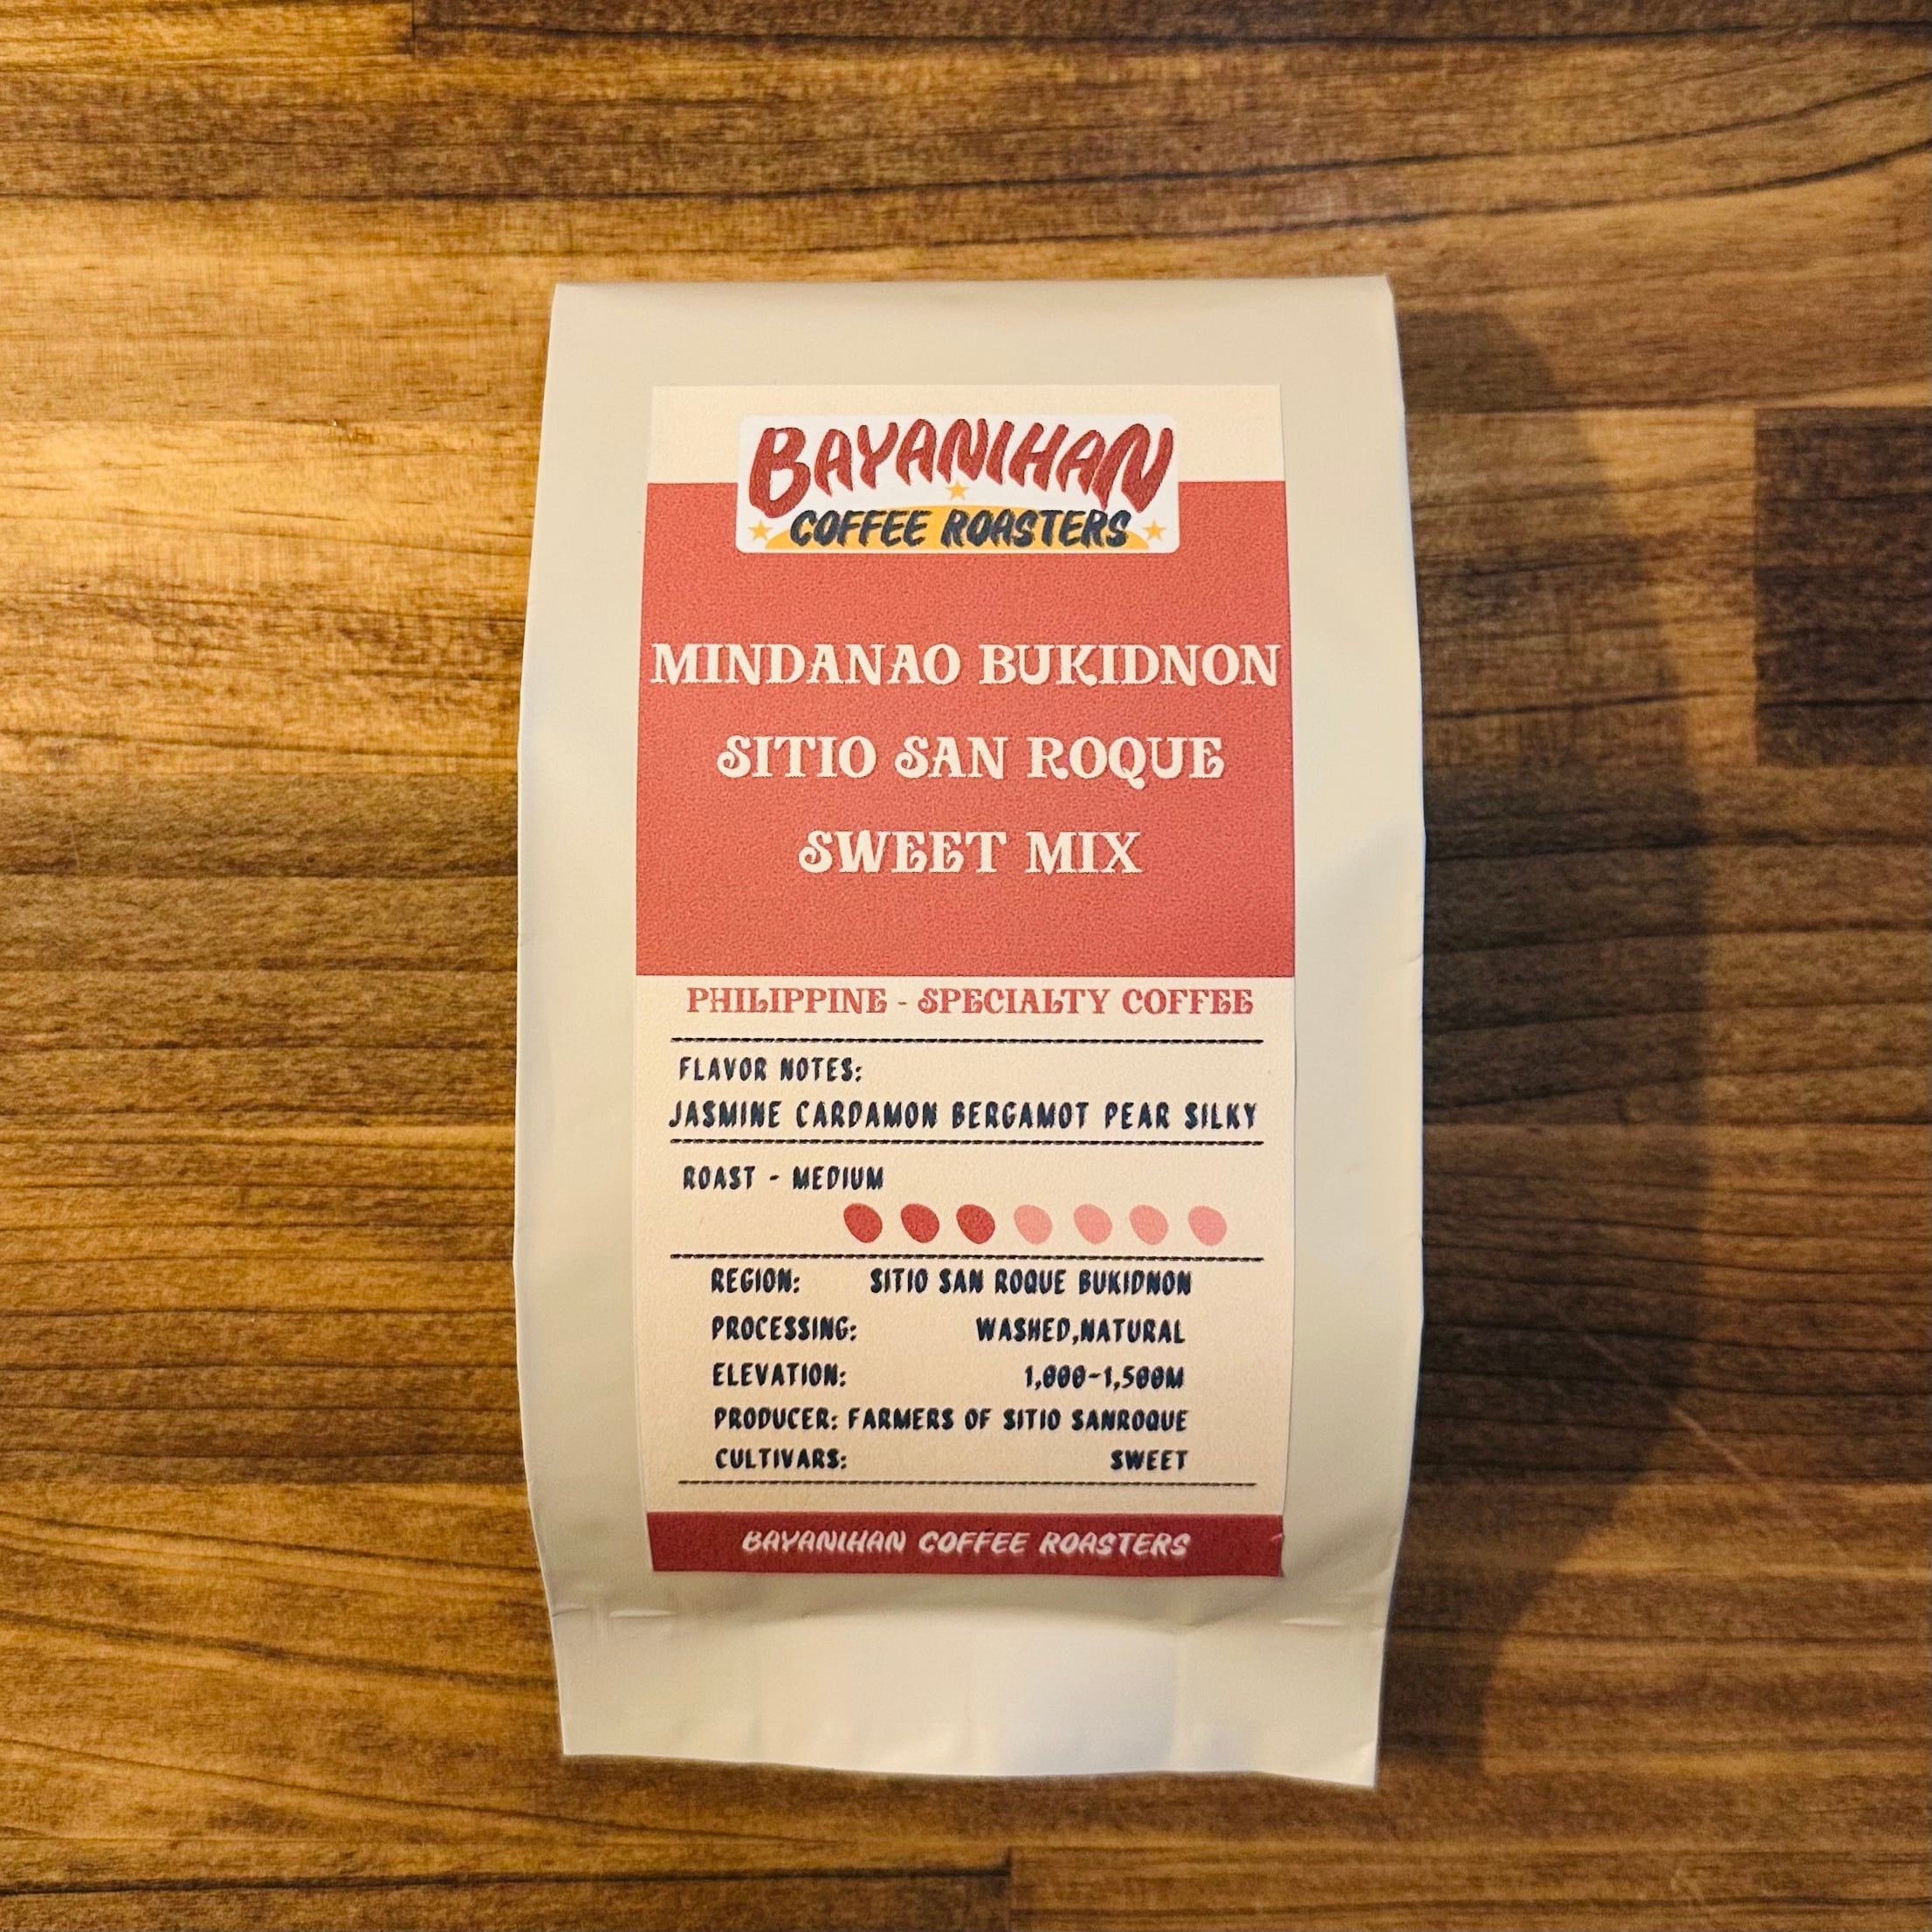 BAYANIHAN
COFFEE ROASTERS
MINDANAO BUKIDNON
SITIO SAN ROQUE
SWEET MIX
PHILIPPINE - SPECIALTY COFFEE
FLAVOR NOTES:
JASMINE CARDAMON BERGAMOT PEAR SILKY
ROAST - MEDIUM
REGION: SITIO SAN ROQUE BUKIDNON
PROCESSING: WASHED,NATURAL
ELEVATION: 1,000-1,500M
PRODUCER: FARMERS OF SITIO SANROQUE
CULTIVARS: SWEET
BAYANIHAN COFFEE ROASTERS